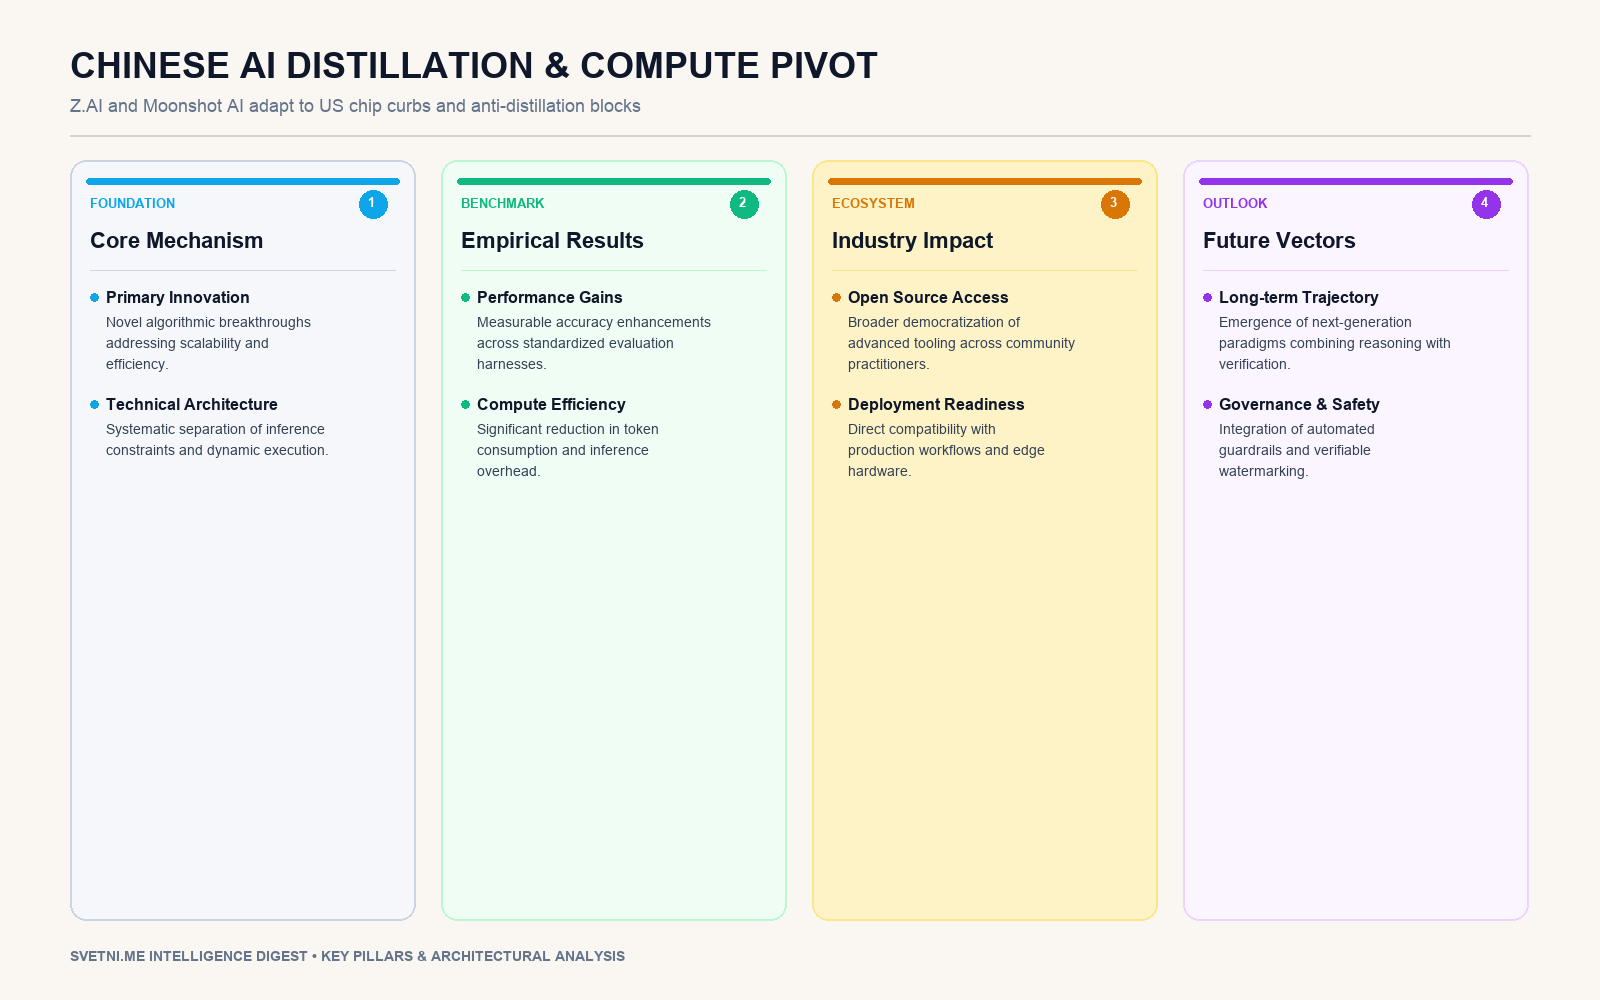 CHINESE AI DISTILLATION & COMPUTE PIVOT
Z.AI and Moonshot AI adapt to US chip curbs and anti-distillation blocks
FOUNDATION
1
Core Mechanism
Primary Innovation
Novel algorithmic breakthroughs
addressing scalability and
efficiency.
Technical Architecture
Systematic separation of inference
constraints and dynamic execution.
BENCHMARK
2
Empirical Results
Performance Gains
Measurable accuracy enhancements
across standardized evaluation
harnesses.
Compute Efficiency
Significant reduction in token
consumption and inference
overhead.
ECOSYSTEM
3
Industry Impact
Open Source Access
Broader democratization of
advanced tooling across community
practitioners.
Deployment Readiness
Direct compatibility with
production workflows and edge
hardware.
OUTLOOK
4
Future Vectors
Long-term Trajectory
Emergence of next-generation
paradigms combining reasoning with
verification.
Governance & Safety
Integration of automated
guardrails and verifiable
watermarking.
SVETNI.ME INTELLIGENCE DIGEST • KEY PILLARS & ARCHITECTURAL ANALYSIS